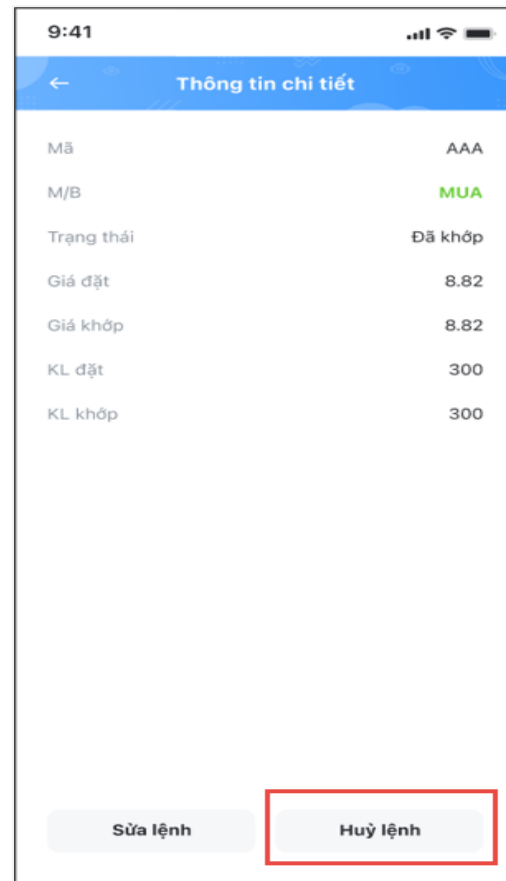 9:41
Thông tin chi tiết
Mã AAA
M/B MUA
Trạng thái Đã khớp
Giá đặt 8.82
Giá khớp 8.82
KL đặt 300
KL khớp 300
Sửa lệnh Huỷ lệnh